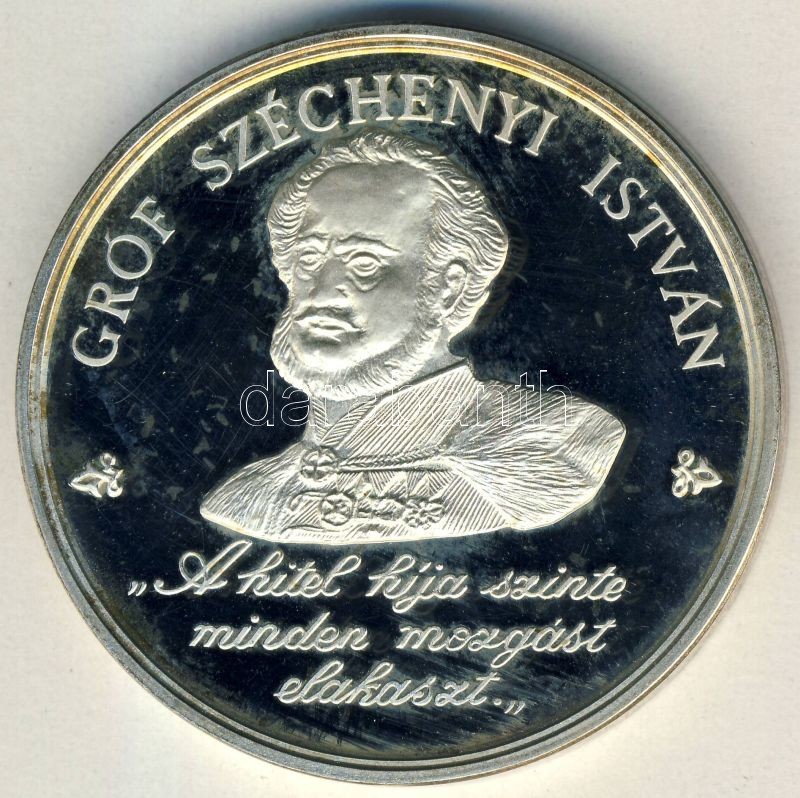 GRÓF SZÉCHENYI ISTVÁN
„A hitel híja szinte
minden mozgást
elakaszt.„